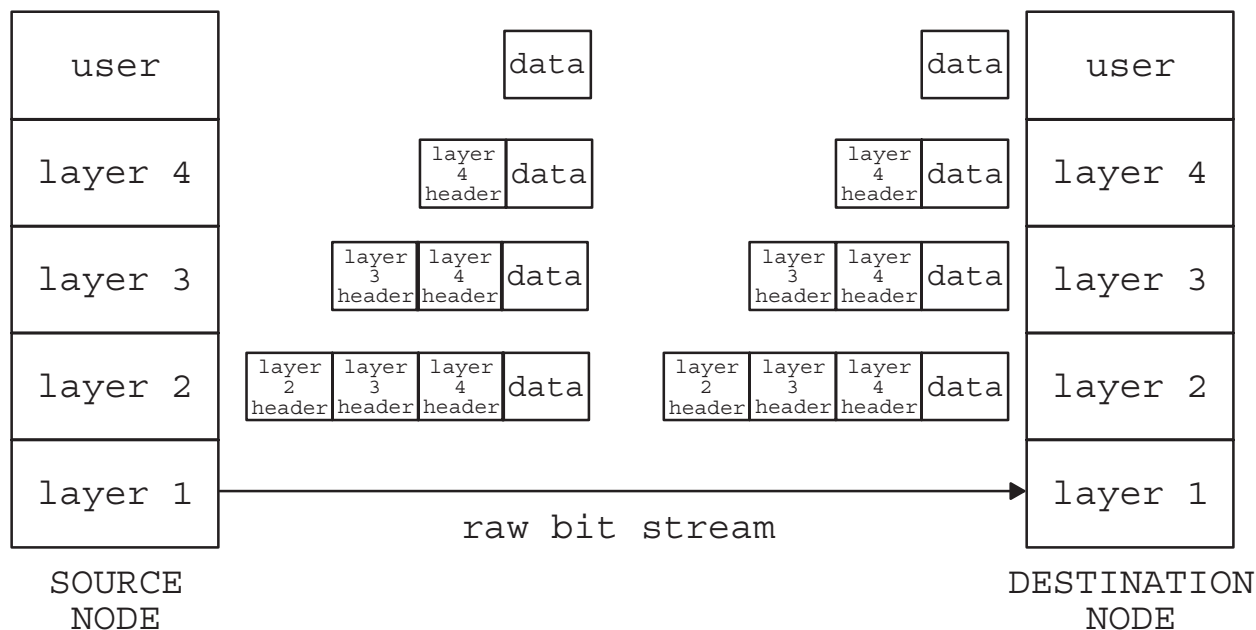 user data data user
layer 4 layer 4 header data layer 4 header data layer 4
layer 3 layer 3 header layer 4 header data layer 3 header layer 4 header data layer 3
layer 2 layer 2 header layer 3 header layer 4 header data layer 2 header layer 3 header layer 4 header data layer 2
layer 1 layer 1
raw bit stream
SOURCE NODE DESTINATION NODE